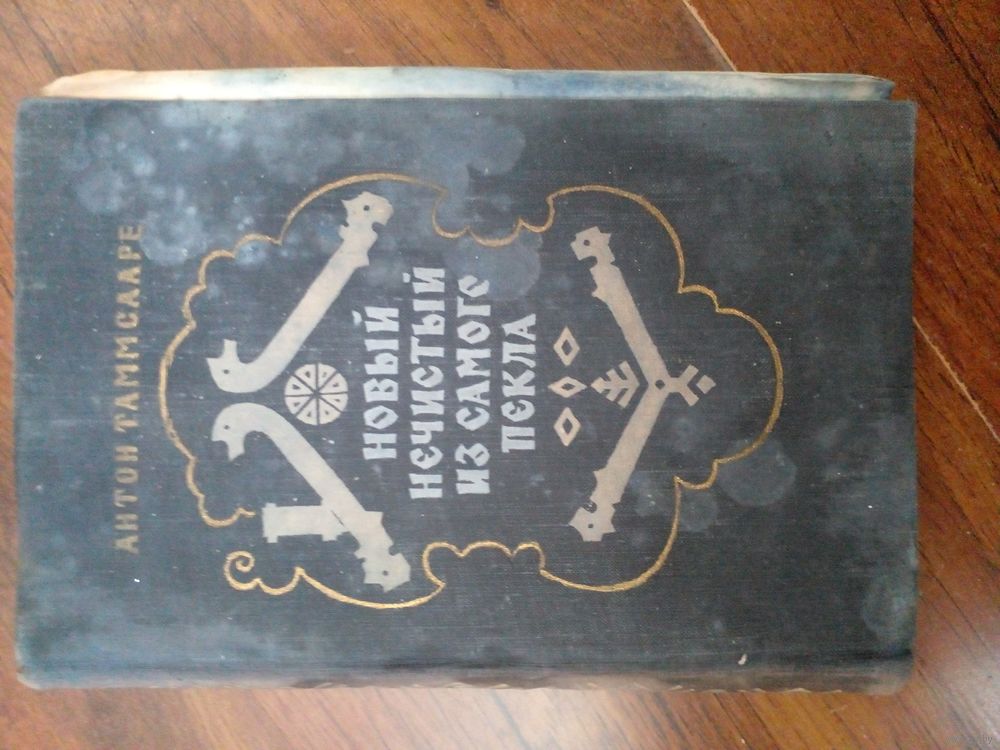 АНТОН ТАММСААРЕ
НОВЫЙ
НЕЧИСТЫЙ
ИЗ САМОГО
ПЕКЛА